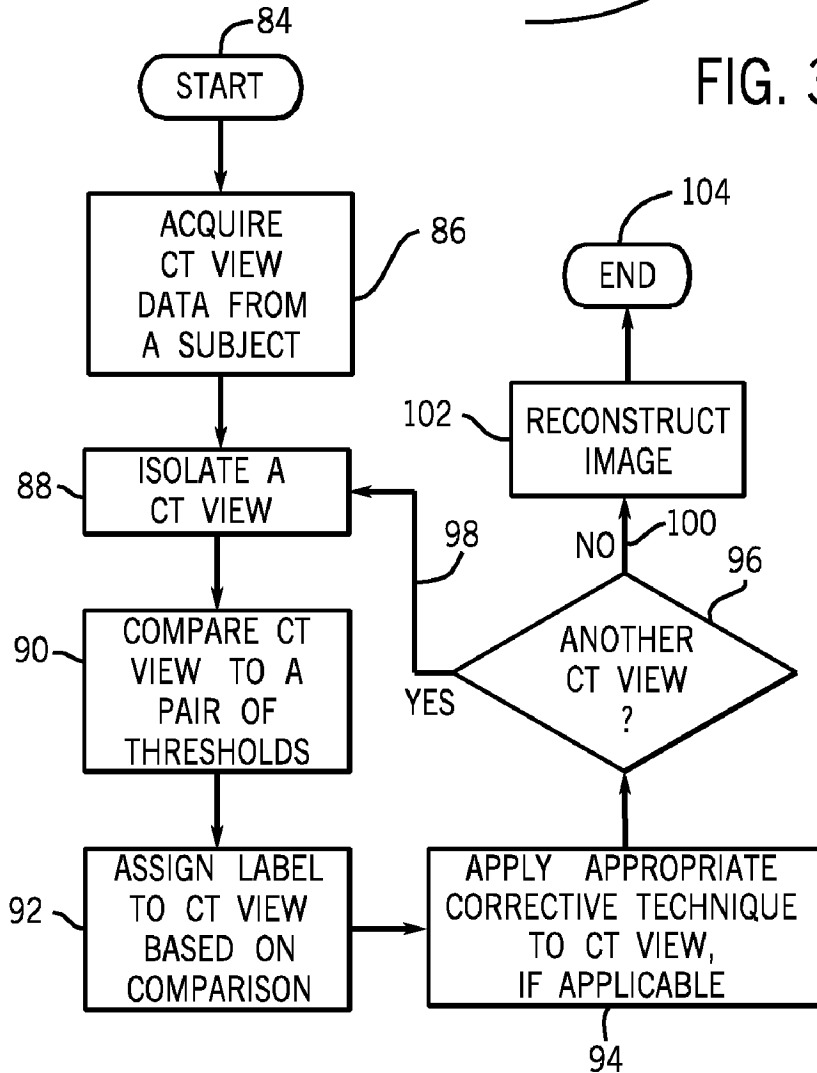 84
START
FIG. 3
ACQUIRE
CT VIEW
DATA FROM
A SUBJECT
86
104
END
102
RECONSTRUCT
IMAGE
88
ISOLATE A
CT VIEW
98
NO
100
96
90
COMPARE CT
VIEW TO A
PAIR OF
THRESHOLDS
YES
ANOTHER
CT VIEW
?
92
ASSIGN LABEL
TO CT VIEW
BASED ON
COMPARISON
APPLY APPROPRIATE
CORRECTIVE TECHNIQUE
TO CT VIEW,
IF APPLICABLE
94